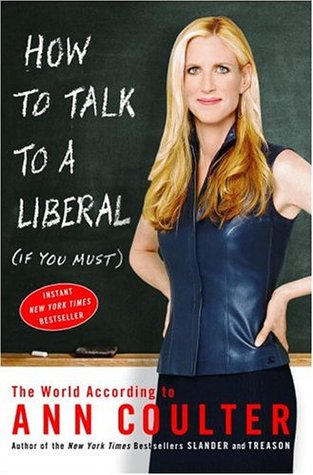 HOW
TO TALK
TO A
LIBERAL
(IF YOU MUST)
INSTANT
NEW YORK TIMES
BESTSELLER
The World According to
ANN COULTER
Author of the New York Times Bestsellers SLANDER and TREASON